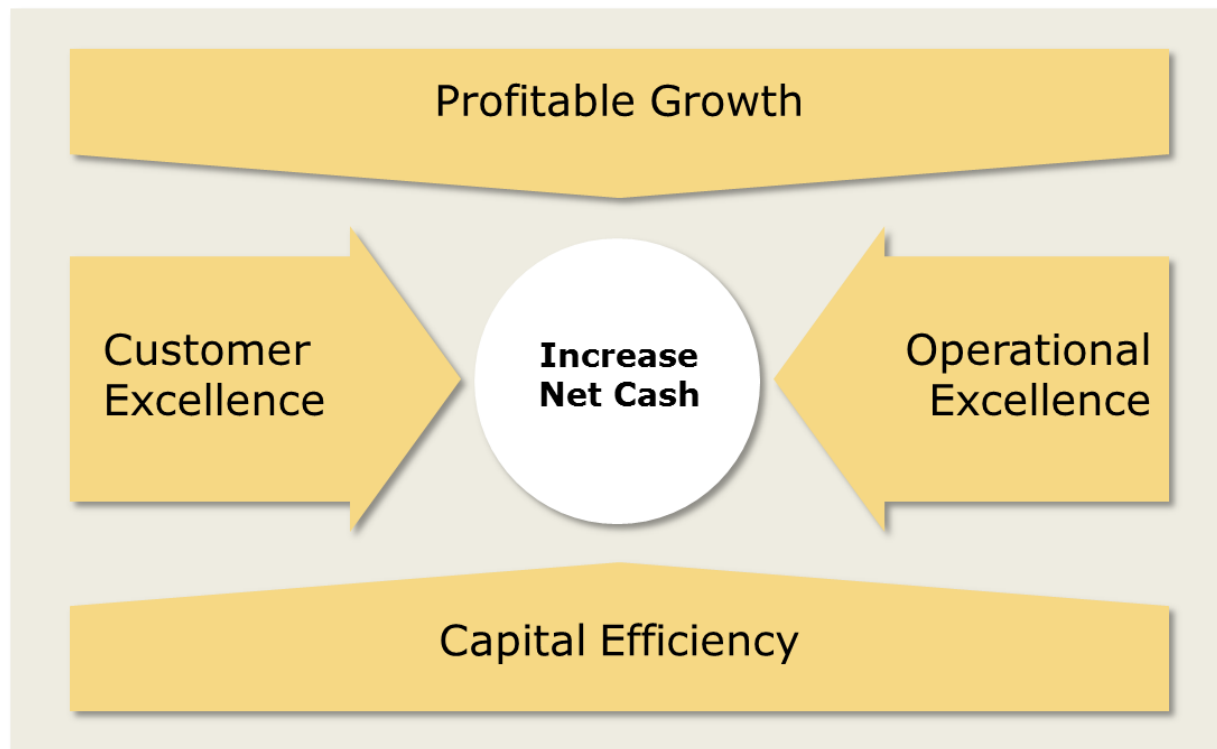 Profitable Growth
Customer
Excellence
Increase
Net Cash
Operational
Excellence
Capital Efficiency